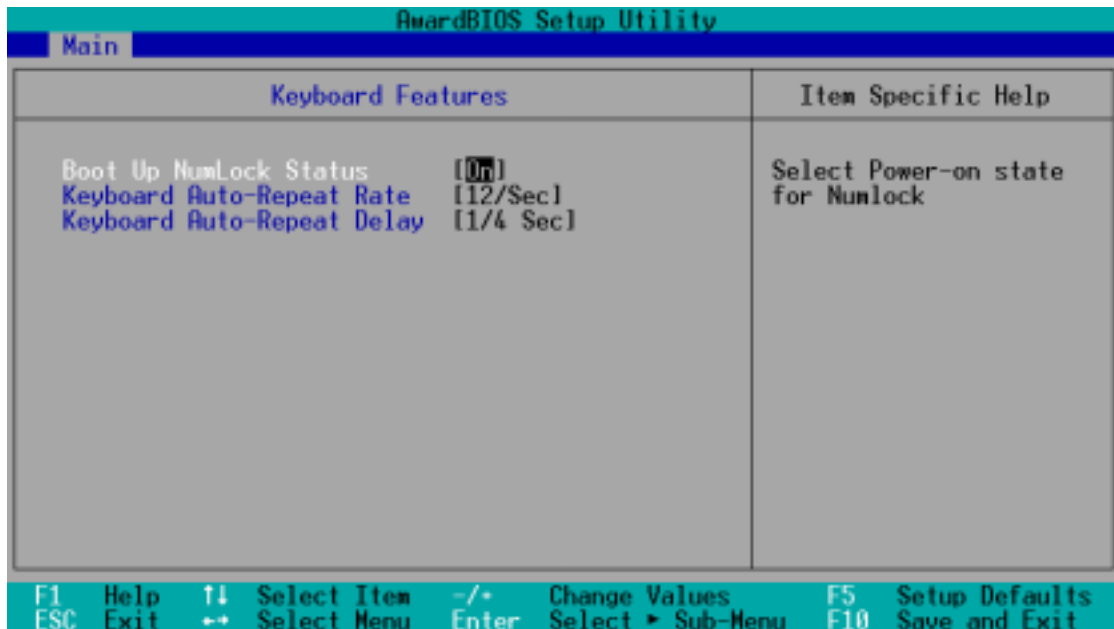 AwardBIOS Setup Utility
Main
Keyboard Features
Item Specific Help
Boot Up NumLock Status [On]
Keyboard Auto-Repeat Rate [12/Sec]
Keyboard Auto-Repeat Delay [1/4 Sec]
Select Power-on state
for Numlock
F1 Help ↑↓ Select Item -/+ Change Values F5 Setup Defaults
ESC Exit ←→ Select Menu Enter Select ► Sub-Menu F10 Save and Exit